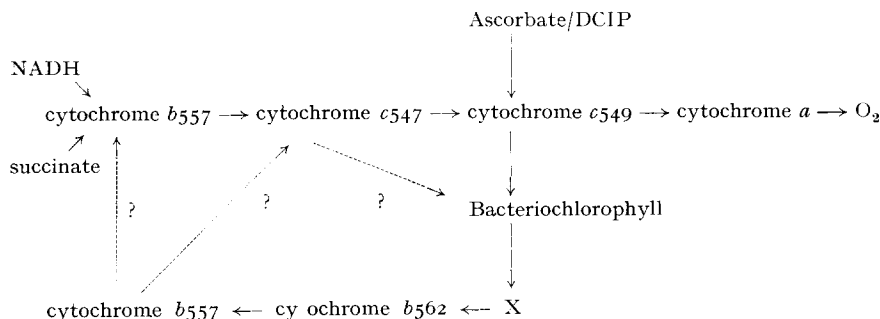 Ascorbate/DCIP
NADH
cytochrome b557 → cytochrome c547 → cytochrome c549 → cytochrome a → O₂
succinate
? ? ? Bacteriochlorophyll
cytochrome b557 ← cy ochrome b562 ← X